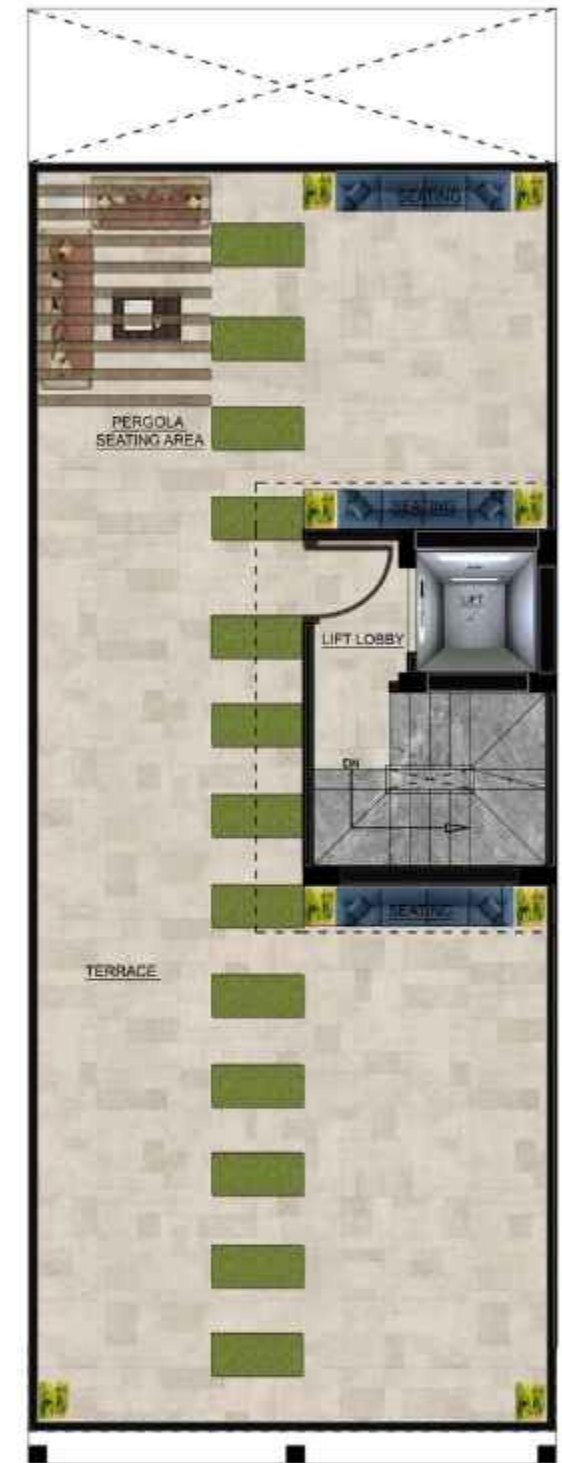 SEATING
PERGOLA
SEATING AREA
SEATING
LIFT
LIFT LOBBY
DN
SEATING
TERRACE